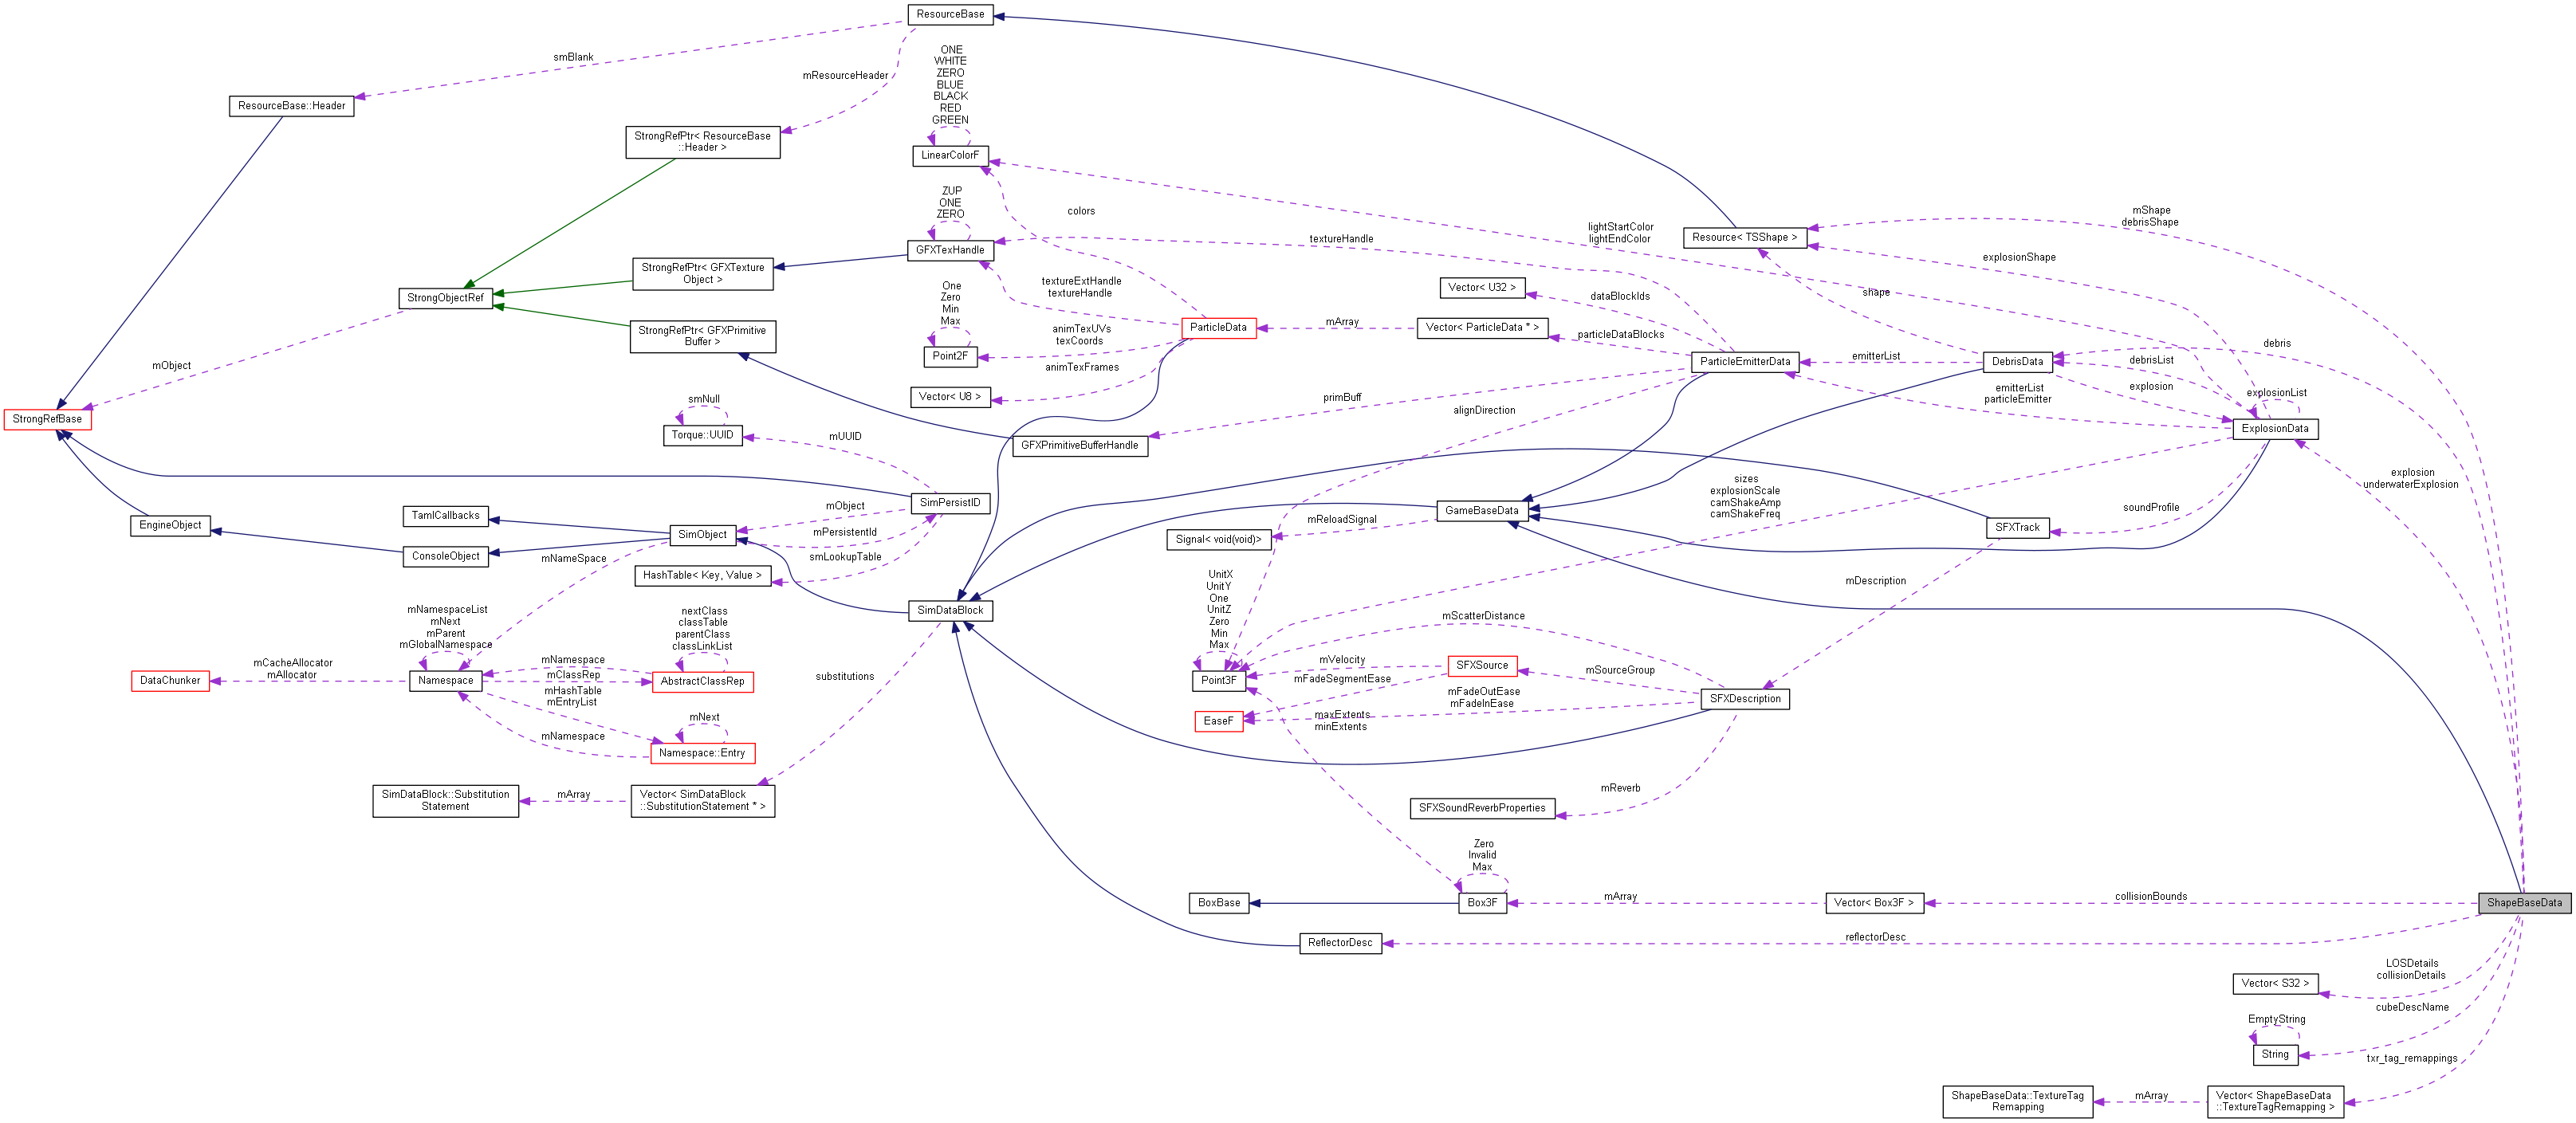 ResourceBase
smBlank
mResourceHeader
ResourceBase::Header
ONE
WHITE
ZERO
BLUE
BLACK
RED
GREEN
StrongRefPtr< ResourceBase
::Header >
LinearColorF
ZUP
ONE
ZERO
colors
textureHandle
lightStartColor
lightEndColor
mShape
debrisShape
Resource< TSShape >
explosionShape
GFXTexHandle
StrongRefPtr< GFXTexture
Object >
StrongObjectRef
textureExtHandle
textureHandle
Vector< U32 >
dataBlockIds
shape
One
Zero
Min
Max
StrongRefPtr< GFXPrimitive
Buffer >
animTexUVs
texCoords
ParticleData
mArray
Vector< ParticleData * >
particleDataBlocks
debris
Point2F
animTexFrames
ParticleEmitterData
emitterList
DebrisData
debrisList
explosion
mObject
Vector< U8 >
primBuff
emitterList
particleEmitter
explosionList
StrongRefBase
smNull
Torque::UUID
mUUID
GFXPrimitiveBufferHandle
alignDirection
ExplosionData
sizes
explosionScale
camShakeAmp
camShakeFreq
explosion
underwaterExplosion
SimPersistID
mObject
GameBaseData
soundProfile
EngineObject
TamlCallbacks
SimObject
mPersistentId
mReloadSignal
SFXTrack
Signal< void(void)>
ConsoleObject
mNameSpace
smLookupTable
HashTable< Key, Value >
mDescription
UnitX
UnitY
One
UnitZ
Zero
Min
Max
SimDataBlock
mNamespaceList
mNext
mParent
mGlobalNamespace
nextClass
classTable
parentClass
classLinkList
mScatterDistance
mCacheAllocator
mAllocator
mNamespace
mClassRep
mVelocity
SFXSource
mSourceGroup
DataChunker
Namespace
AbstractClassRep
substitutions
Point3F
mFadeSegmentEase
mHashTable
mEntryList
mFadeOutEase
mFadeInEase
SFXDescription
EaseF
maxExtents
minExtents
mNext
mNamespace
Namespace::Entry
SimDataBlock::Substitution
Statement
mArray
Vector< SimDataBlock
::SubstitutionStatement * >
mReverb
SFXSoundReverbProperties
Zero
Invalid
Max
BoxBase
Box3F
mArray
Vector< Box3F >
collisionBounds
ShapeBaseData
ReflectorDesc
reflectorDesc
LOSDetails
collisionDetails
Vector< S32 >
cubeDescName
EmptyString
String
txr_tag_remappings
ShapeBaseData::TextureTag
Remapping
mArray
Vector< ShapeBaseData
::TextureTagRemapping >